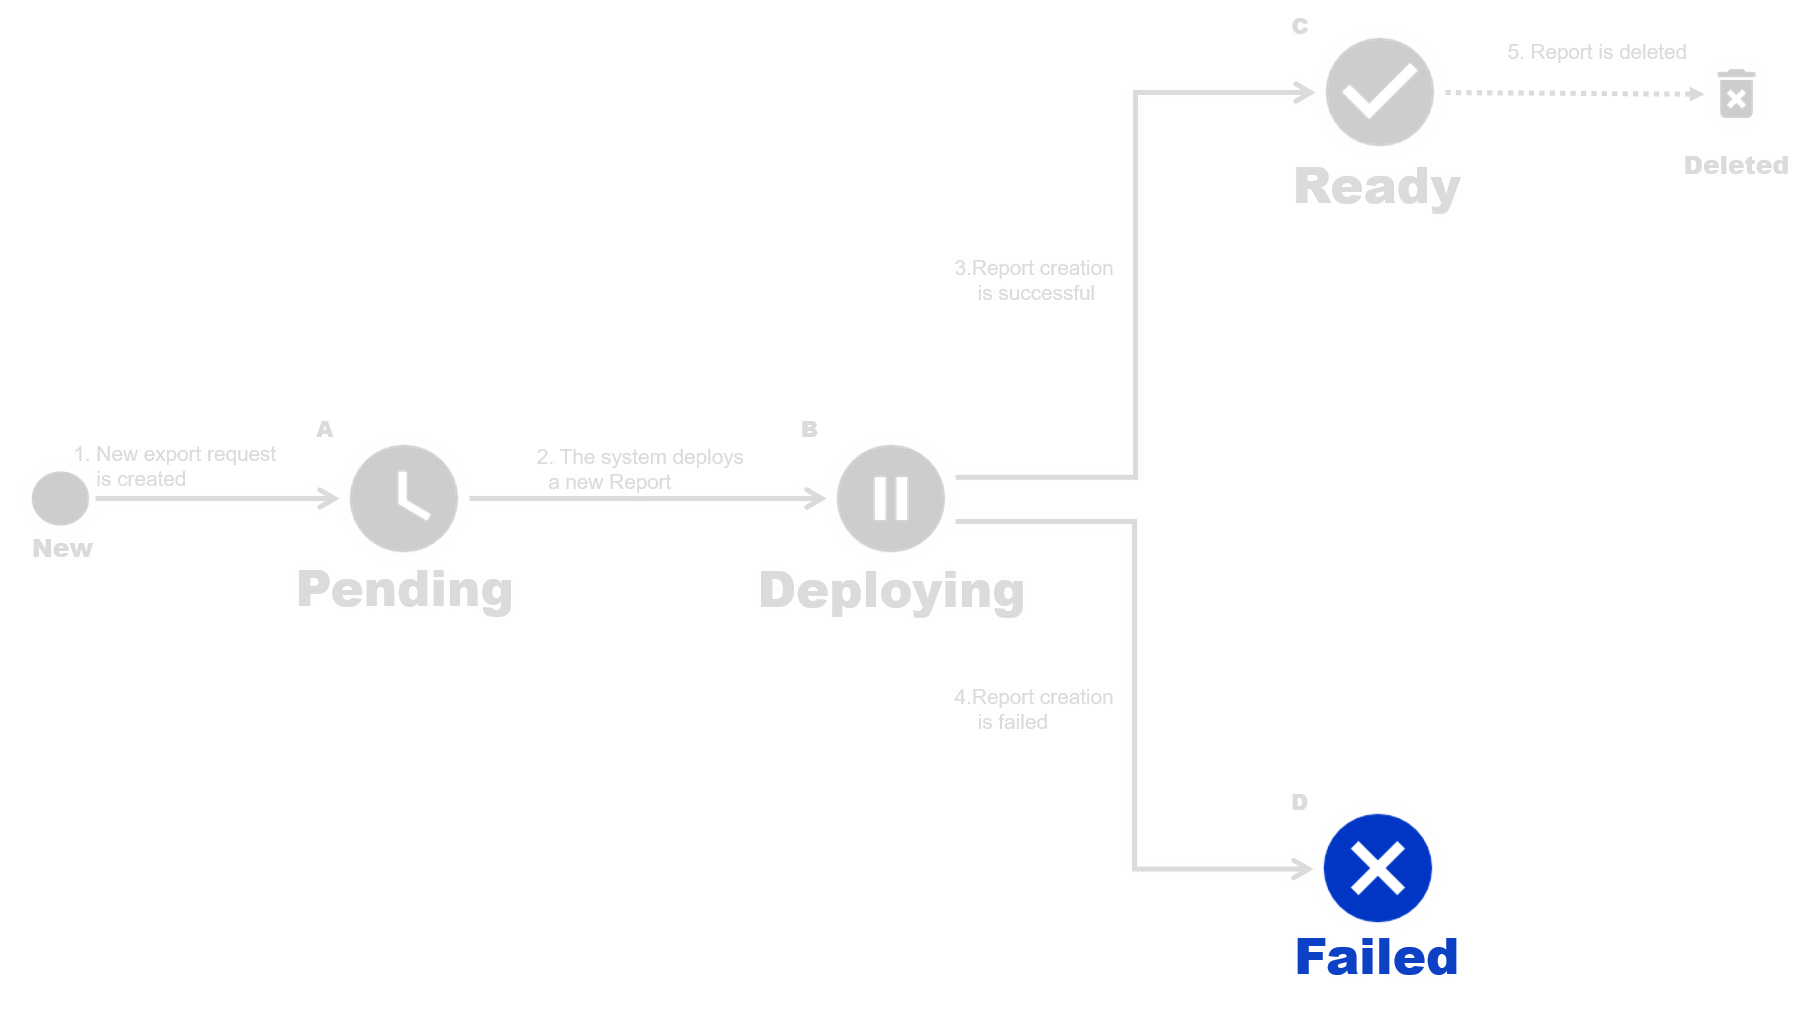 C
5. Report is deleted
Ready
Deleted
3.Report creation
is successful
A
B
1. New export request
is created
2. The system deploys
a new Report
New
Pending
Deploying
4.Report creation
is failed
D
Failed